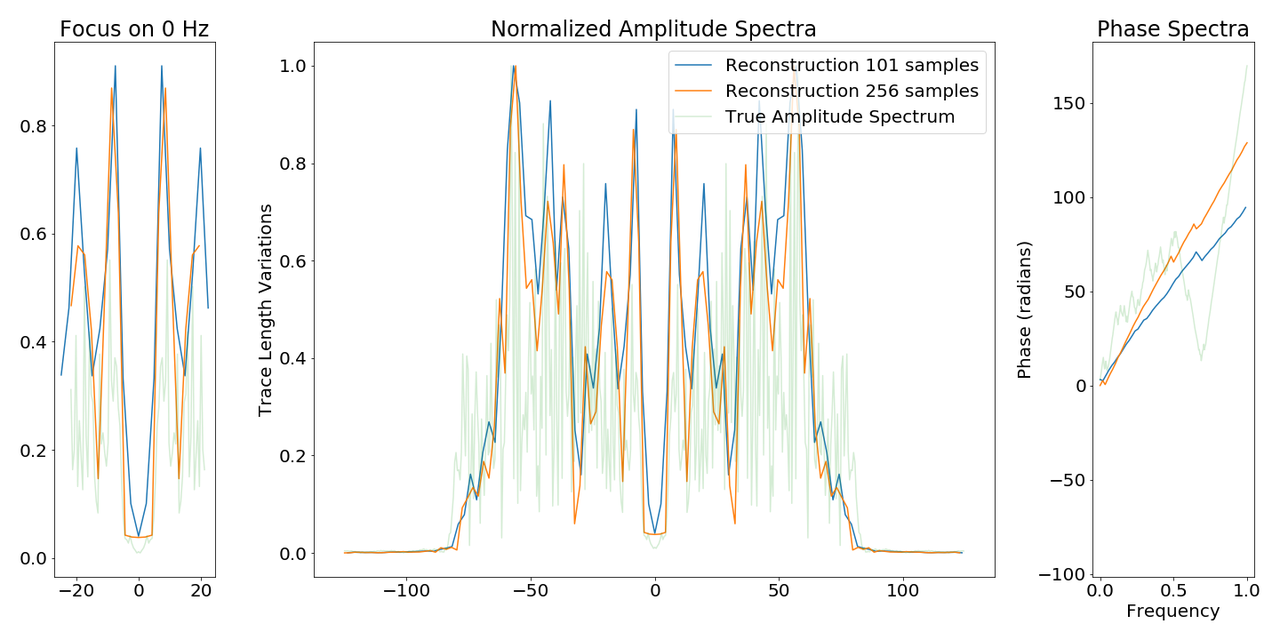 Focus on 0 Hz
0.8
0.6
0.4
0.2
0.0
−20 0 20
Normalized Amplitude Spectra
Trace Length Variations
1.0
0.8
0.6
0.4
0.2
0.0
−100 −50 0 50 100
Reconstruction 101 samples
Reconstruction 256 samples
True Amplitude Spectrum
Phase Spectra
Phase (radians)
150
100
50
0
−50
−100
0.0 0.5 1.0
Frequency